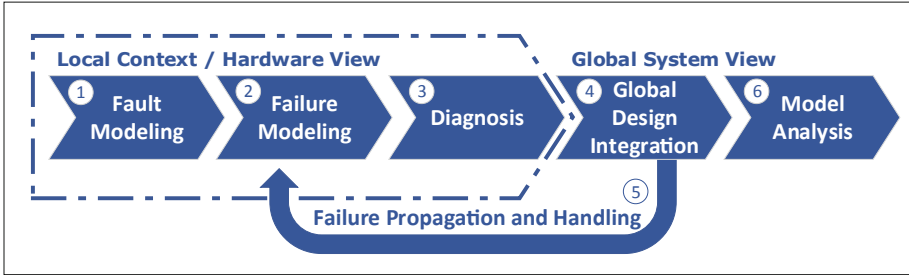 Local Context / Hardware View
Global System View
1
Fault
Modeling
2
Failure
Modeling
3
Diagnosis
4
Global
Design
Integration
6
Model
Analysis
5
Failure Propagation and Handling